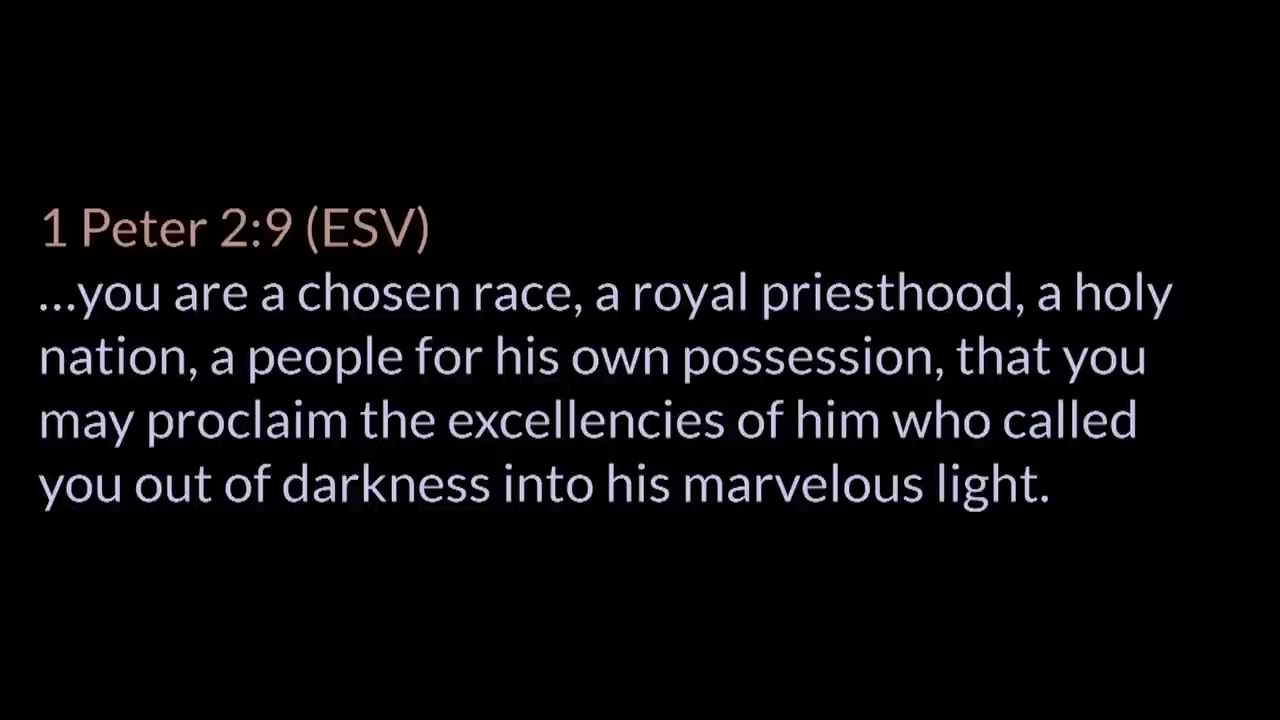 1 Peter 2:9 (ESV)
...you are a chosen race, a royal priesthood, a holy
nation, a people for his own possession, that you
may proclaim the excellencies of him who called
you out of darkness into his marvelous light.